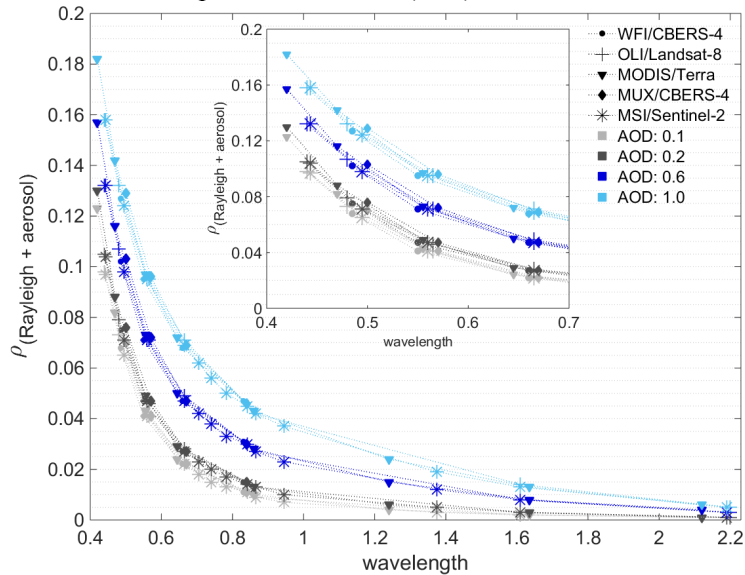 0.2
0.18
0.16
0.14
0.12
0.1
0.08
0.06
0.04
0.02
0
ρ(Rayleigh + aerosol)
0.4
0.6
0.8
1
1.2
1.4
1.6
1.8
2
2.2
wavelength
0.2
0.16
0.12
0.08
0.04
0
ρ(Rayleigh + aerosol)
0.4
0.5
0.6
0.7
wavelength
WFI/CBERS-4
OLI/Landsat-8
MODIS/Terra
MUX/CBERS-4
MSI/Sentinel-2
AOD: 0.1
AOD: 0.2
AOD: 0.6
AOD: 1.0